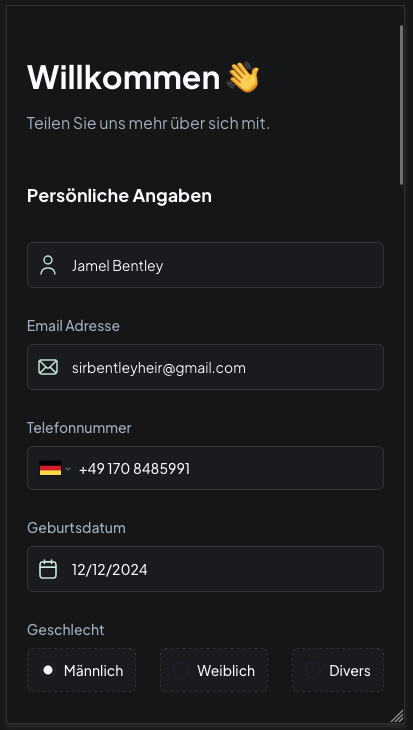 Willkommen 👋
Teilen Sie uns mehr über sich mit.
Persönliche Angaben
Jamel Bentley
Email Adresse
sirbentleyheir@gmail.com
Telefonnummer
+49 170 8485991
Geburtsdatum
12/12/2024
Geschlecht
Männlich Weiblich Divers